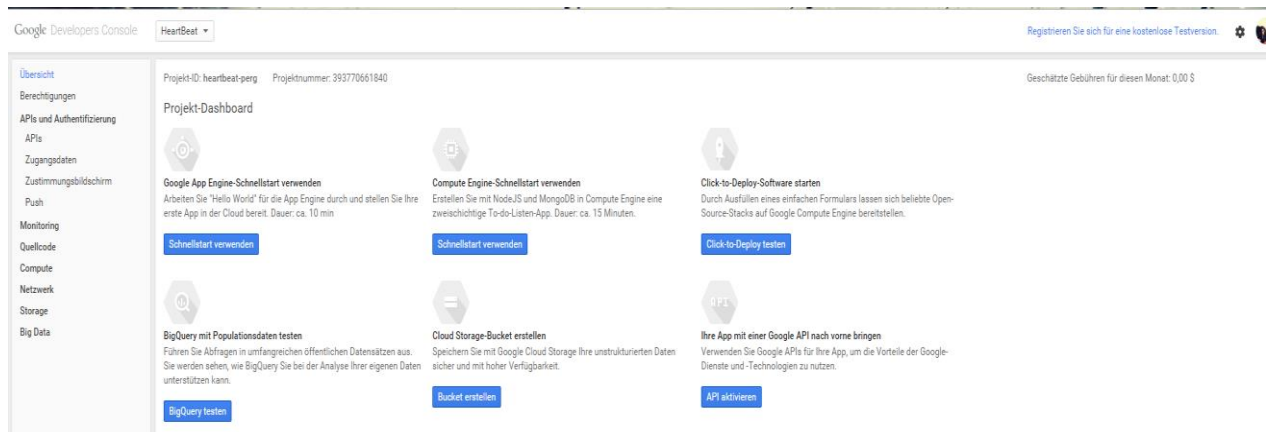 Google Developers Console
HeartBeat
Registrieren Sie sich für eine kostenlose Testversion.
Übersicht
Berechtigungen
APIs und Authentifizierung
APIs
Zugangsdaten
Zustimmungsbildschirm
Push
Monitoring
Quellcode
Compute
Netzwerk
Storage
Big Data
Projekt-ID: heartbeat-perg Projektnummer: 393770661840
Geschätzte Gebühren für diesen Monat: 0,00 $
Projekt-Dashboard
Google App Engine-Schnellstart verwenden
Arbeiten Sie "Hello World" für die App Engine durch und stellen Sie Ihre
erste App in der Cloud bereit. Dauer: ca. 10 min
Schnellstart verwenden
Compute Engine-Schnellstart verwenden
Erstellen Sie mit NodeJS und MongoDB in Compute Engine eine
zweischichtige To-do-Listen-App. Dauer: ca. 15 Minuten.
Schnellstart verwenden
Click-to-Deploy-Software starten
Durch Ausfüllen eines einfachen Formulars lassen sich beliebte Open-
Source-Stacks auf Google Compute Engine bereitstellen.
Click-to-Deploy testen
BigQuery mit Populationsdaten testen
Führen Sie Abfragen in umfangreichen öffentlichen Datensätzen aus.
Sie werden sehen, wie BigQuery Sie bei der Analyse Ihrer eigenen Daten
unterstützen kann.
BigQuery testen
Cloud Storage-Bucket erstellen
Speichern Sie mit Google Cloud Storage Ihre unstrukturierten Daten
sicher und mit hoher Verfügbarkeit.
Bucket erstellen
API
Ihre App mit einer Google API nach vorne bringen
Verwenden Sie Google APIs für Ihre App, um die Vorteile der Google-
Dienste und -Technologien zu nutzen.
API aktivieren